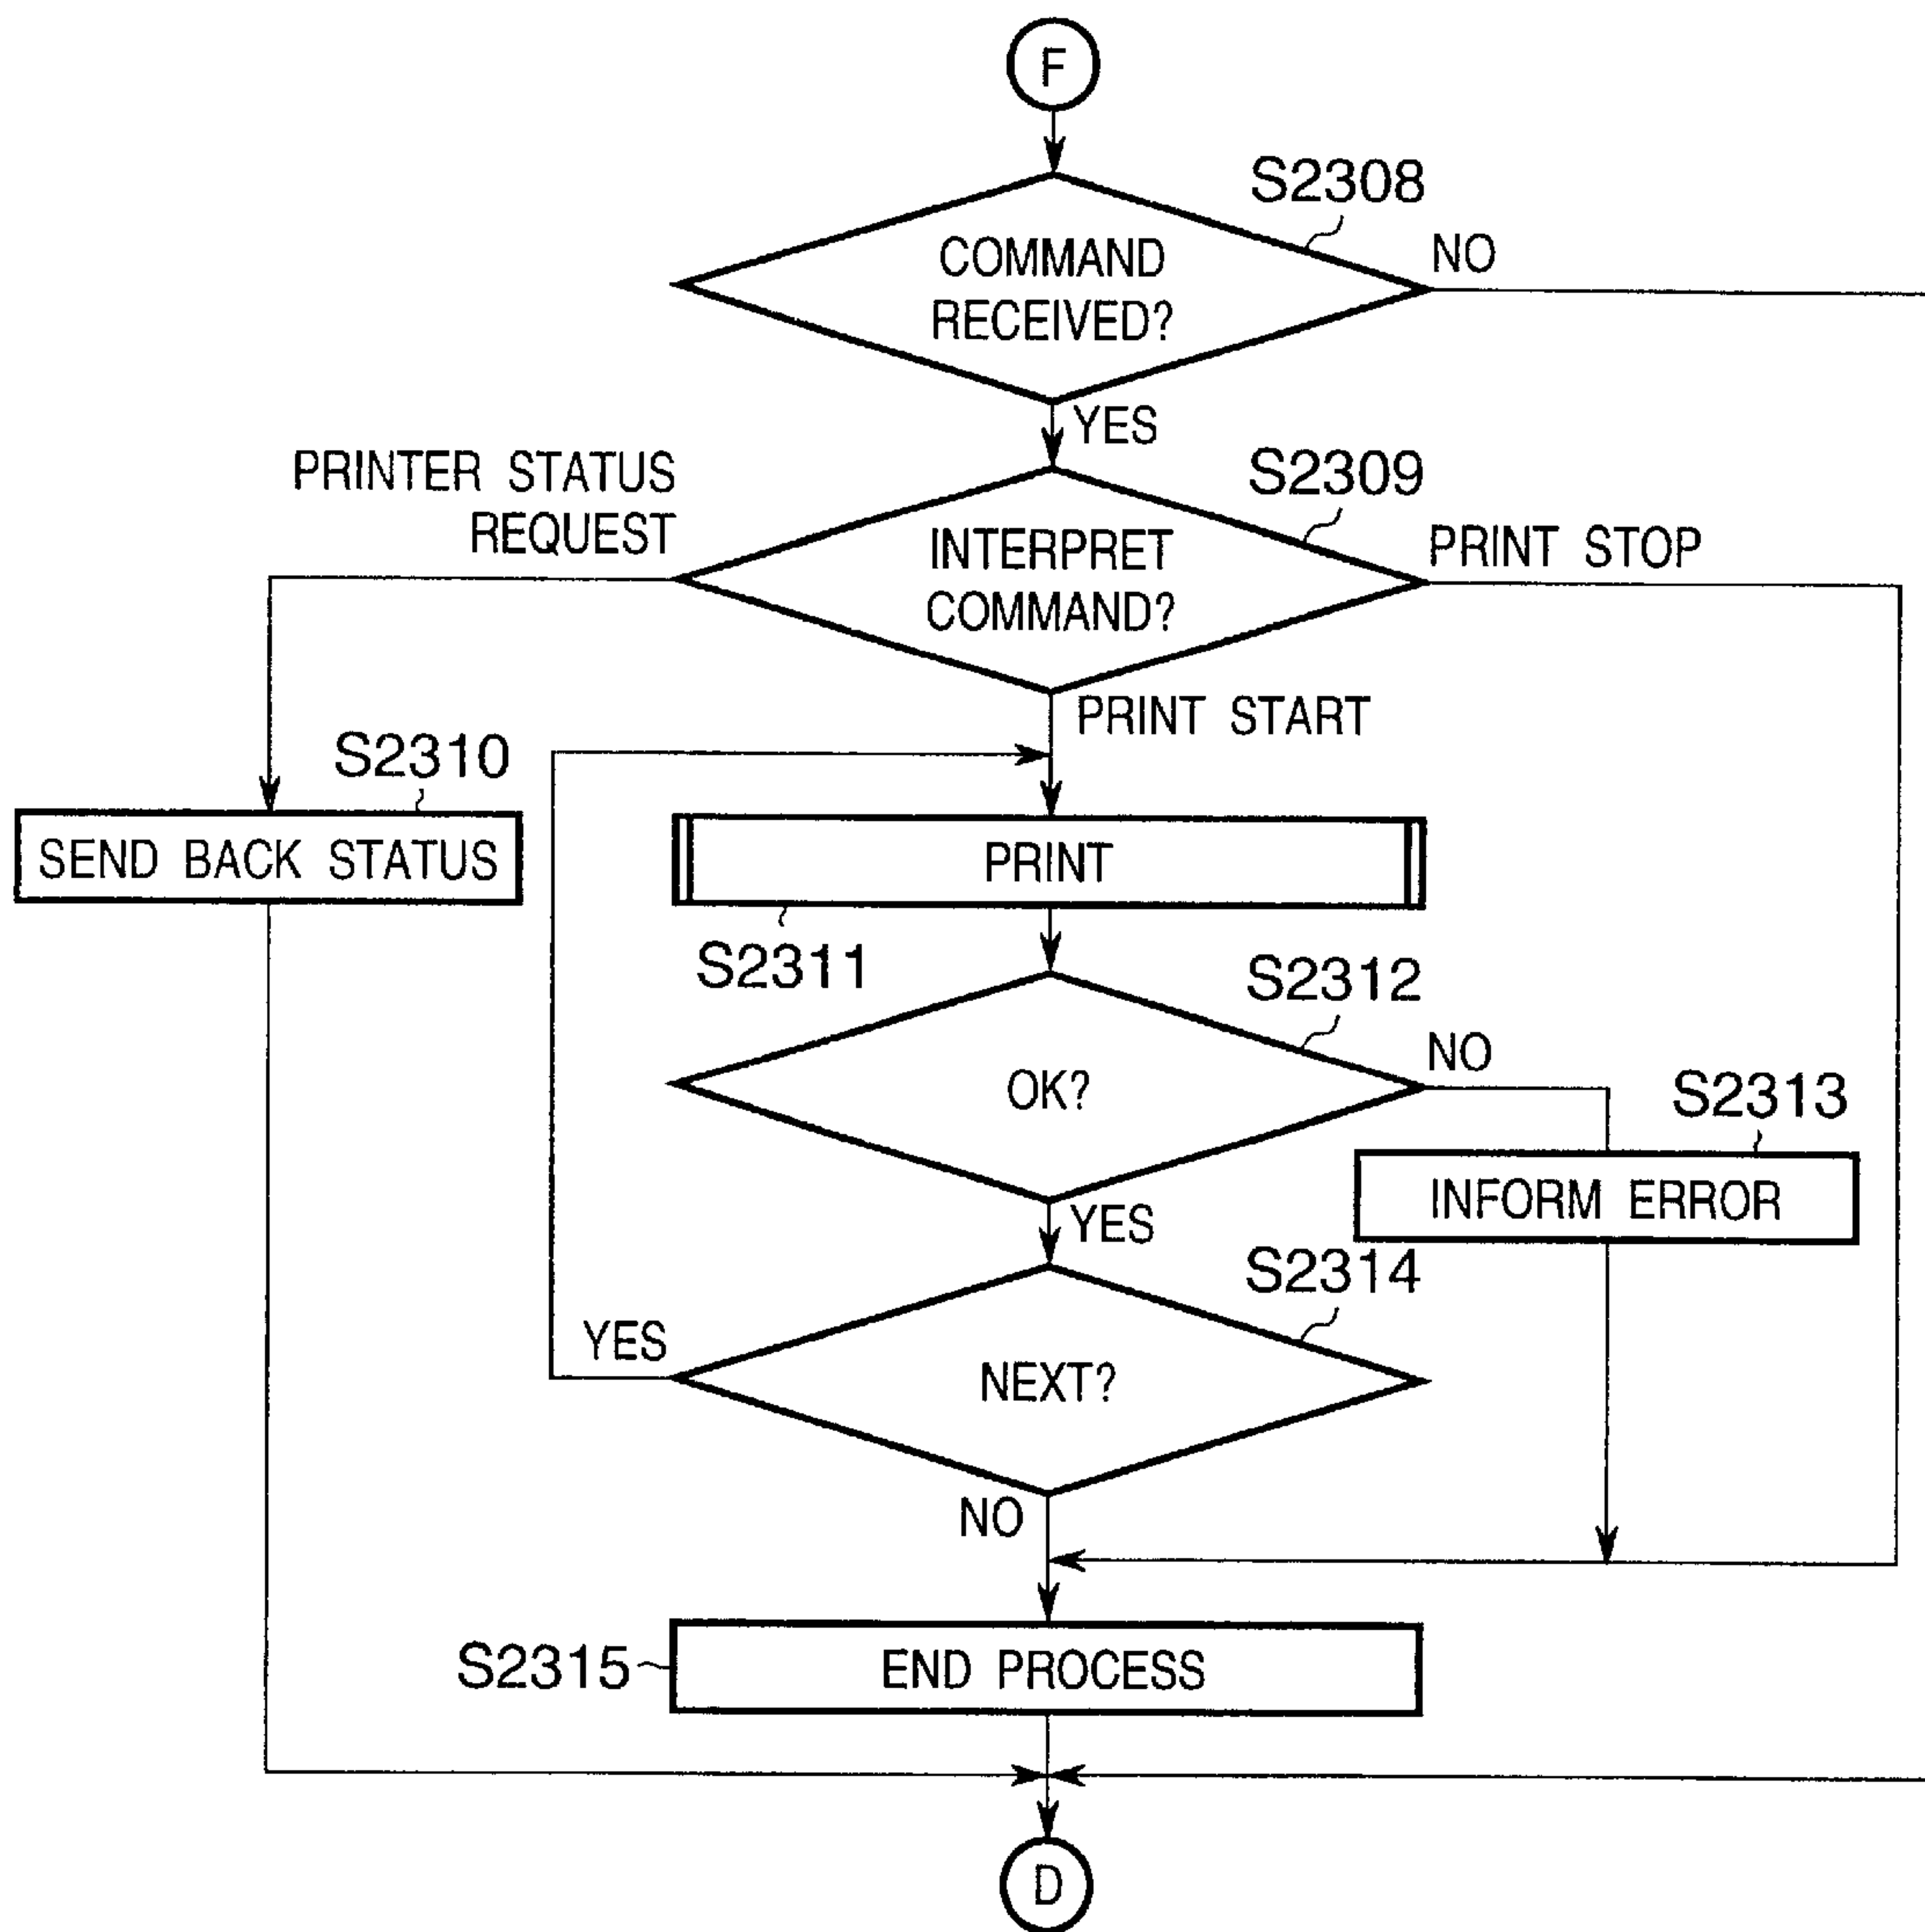 F
S2308
COMMAND
RECEIVED?
NO
YES
PRINTER STATUS
REQUEST
S2309
INTERPRET
COMMAND?
PRINT STOP
PRINT START
S2310
SEND BACK STATUS
PRINT
S2311
S2312
OK?
NO
S2313
INFORM ERROR
YES
S2314
YES
NEXT?
NO
S2315
END PROCESS
D